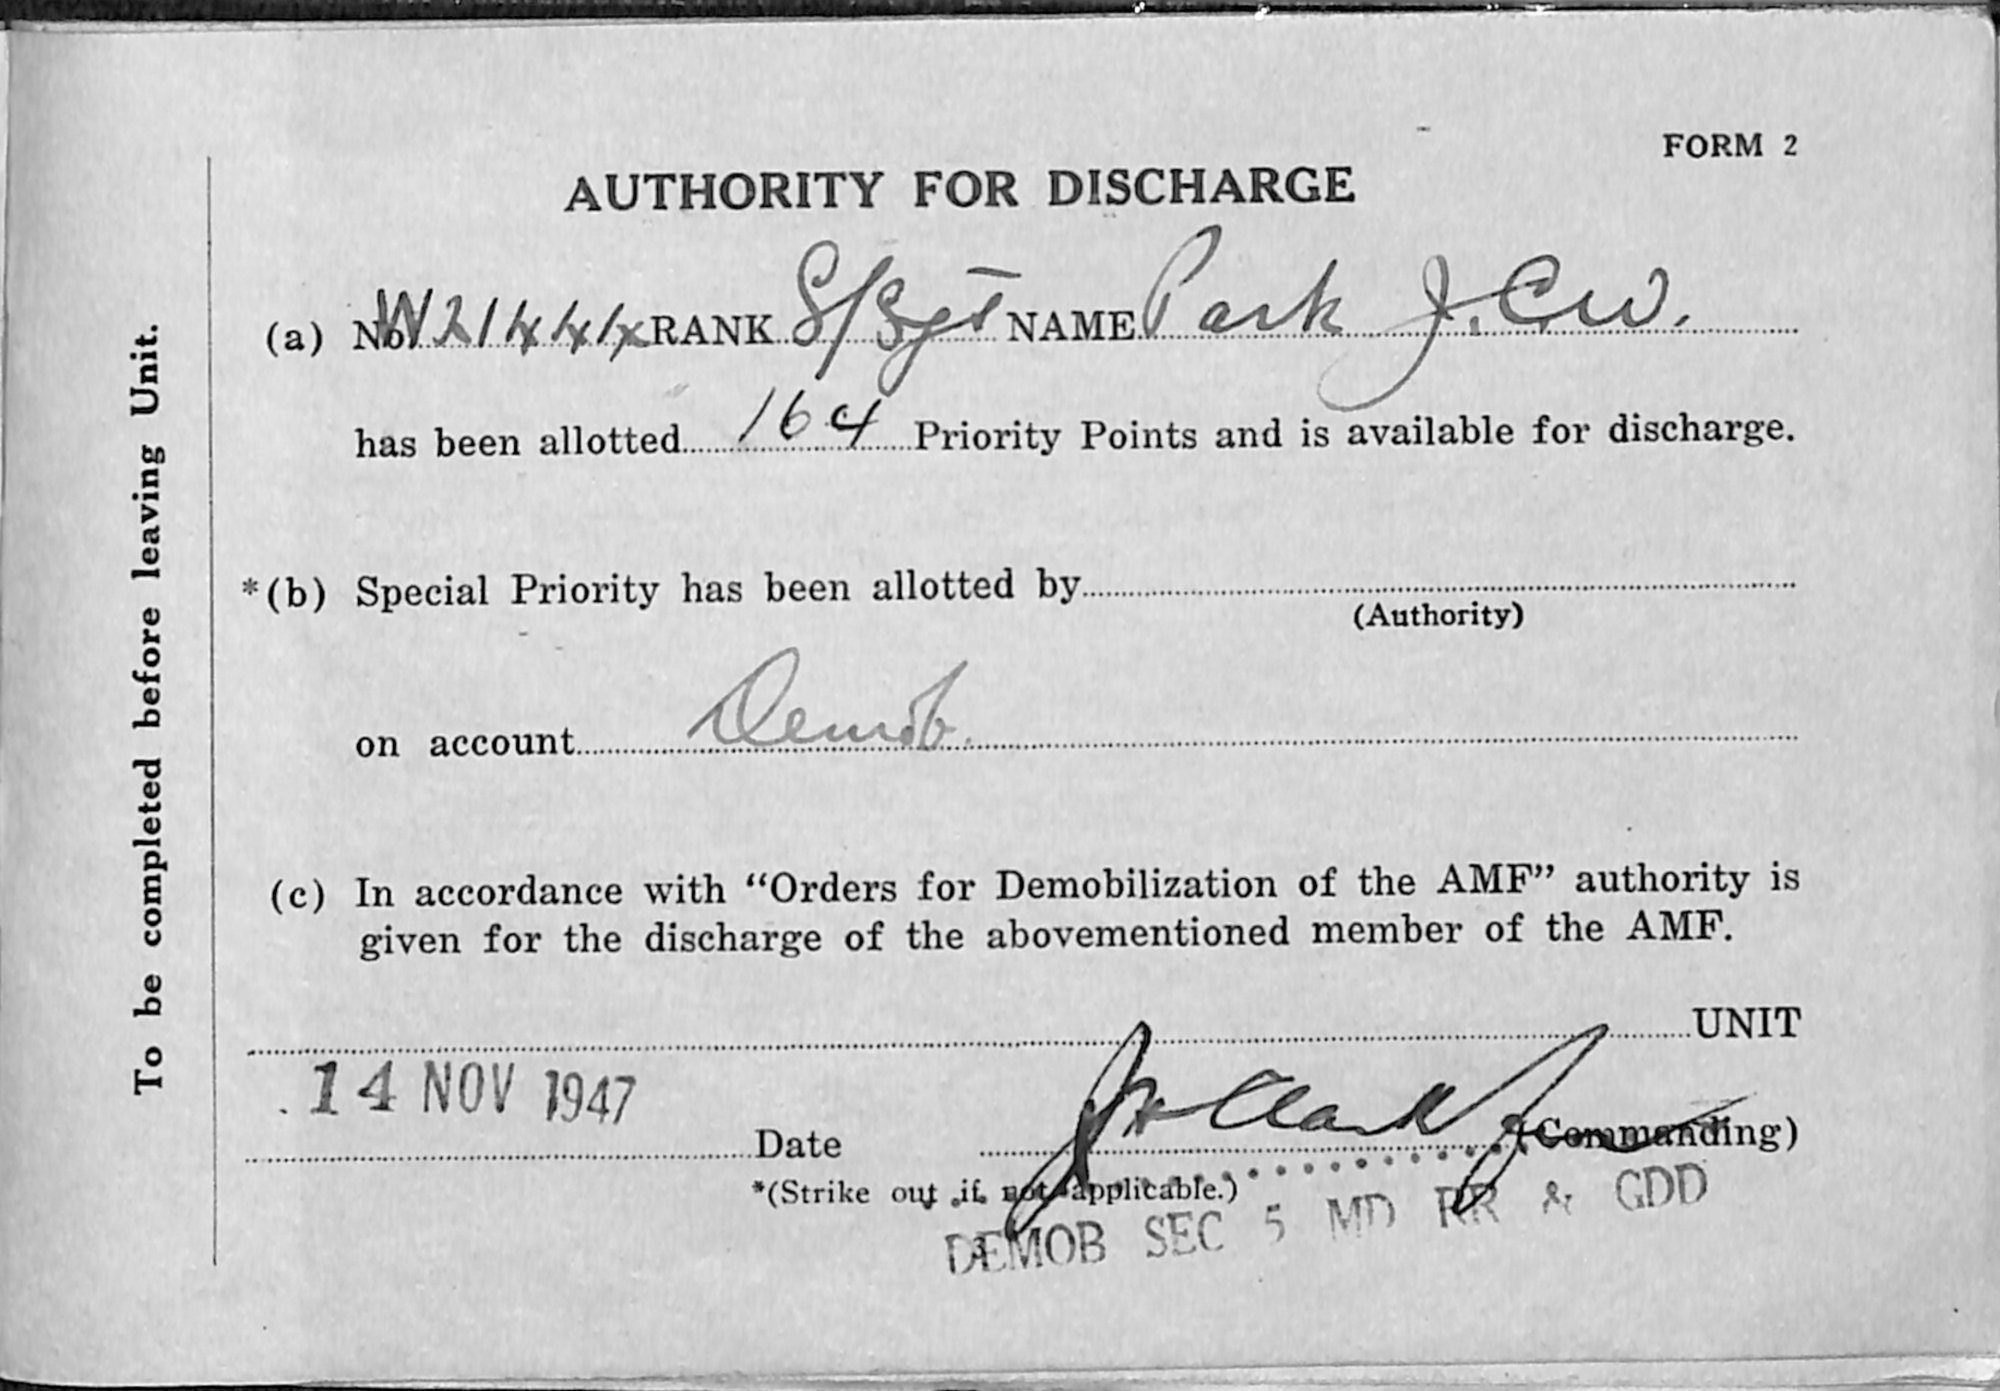 FORM 2
AUTHORITY FOR DISCHARGE
(a) No. W21444 RANK S/Sgt NAME Park J.C.W.
has been allotted 164 Priority Points and is available for discharge.
*(b) Special Priority has been allotted by
(Authority)
on account Demob.
(c) In accordance with “Orders for Demobilization of the AMF” authority is
given for the discharge of the abovementioned member of the AMF.
UNIT
14 NOV 1947
Date Clark (Commanding)
*(Strike out if not applicable.)
DEMOB SEC 5 MD RR & GDD
To be completed before leaving Unit.